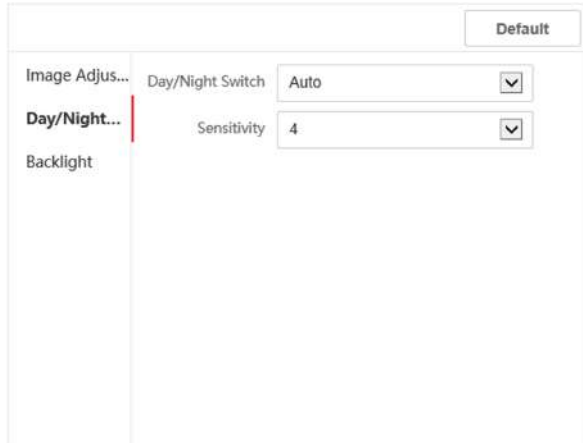 Default
Image Adjus...
Day/Night Switch Auto
Day/Night...
Sensitivity 4
Backlight